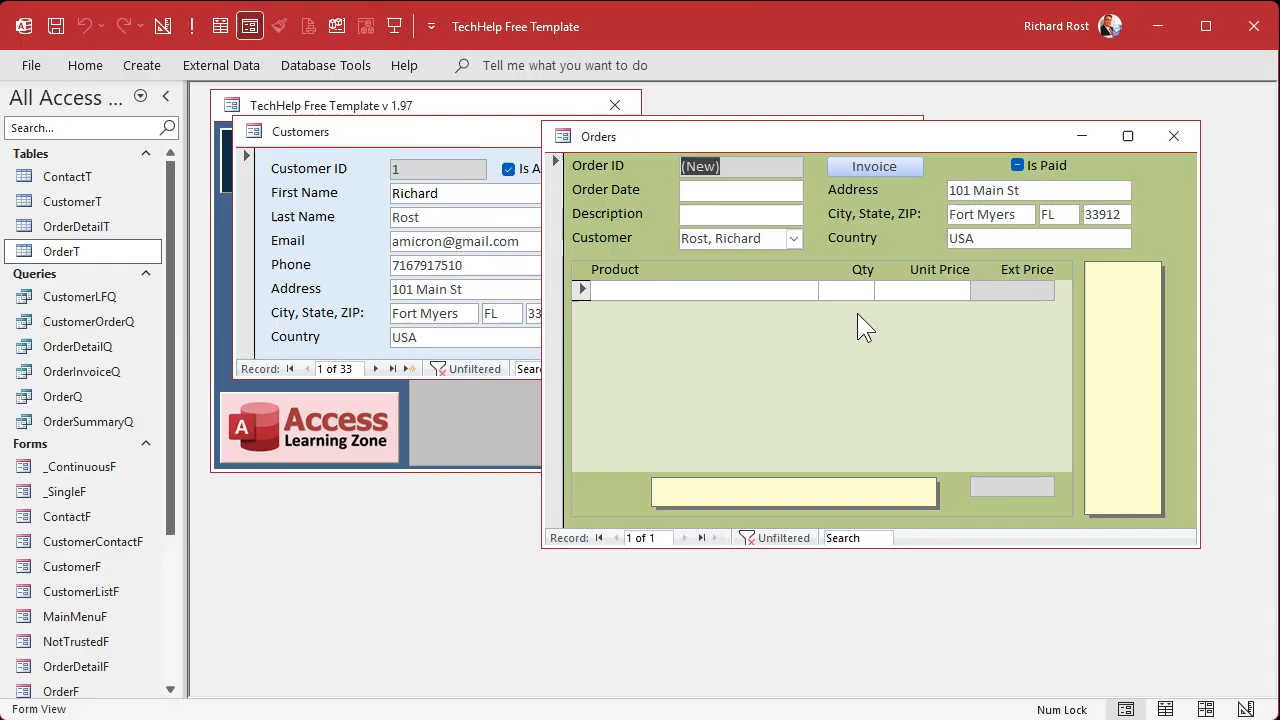 TechHelp Free Template
Richard Rost
File Home Create External Data Database Tools Help Tell me what you want to do
All Access ...
Search...
Tables
ContactT
CustomerT
OrderDetailT
OrderT
Queries
CustomerLFQ
CustomerOrderQ
OrderDetailQ
OrderInvoiceQ
OrderQ
OrderSummaryQ
Forms
_ContinuousF
_SingleF
ContactF
CustomerContactF
CustomerF
CustomerListF
MainMenuF
NotTrustedF
OrderDetailF
OrderF
TechHelp Free Template v 1.97
Customers
Customer ID 1 Is A
First Name Richard
Last Name Rost
Email amicron@gmail.com
Phone 7167917510
Address 101 Main St
City, State, ZIP: Fort Myers FL 33
Country USA
Record: 1 of 33 Unfiltered Sear
A Access
Learning Zone
Orders
Order ID (New) Invoice Is Paid
Order Date Address 101 Main St
Description City, State, ZIP: Fort Myers FL 33912
Customer Rost, Richard Country USA
Product Qty Unit Price Ext Price
Record: 1 of 1 Unfiltered Search
Form View
Num Lock